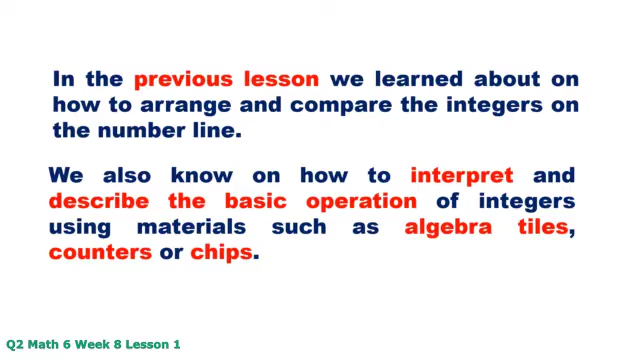 In the previous lesson we learned about on
how to arrange and compare the integers on
the number line.
We also know on how to interpret and
describe the basic operation of integers
using materials such as algebra tiles,
counters or chips.
Q2 Math 6 Week 8 Lesson 1